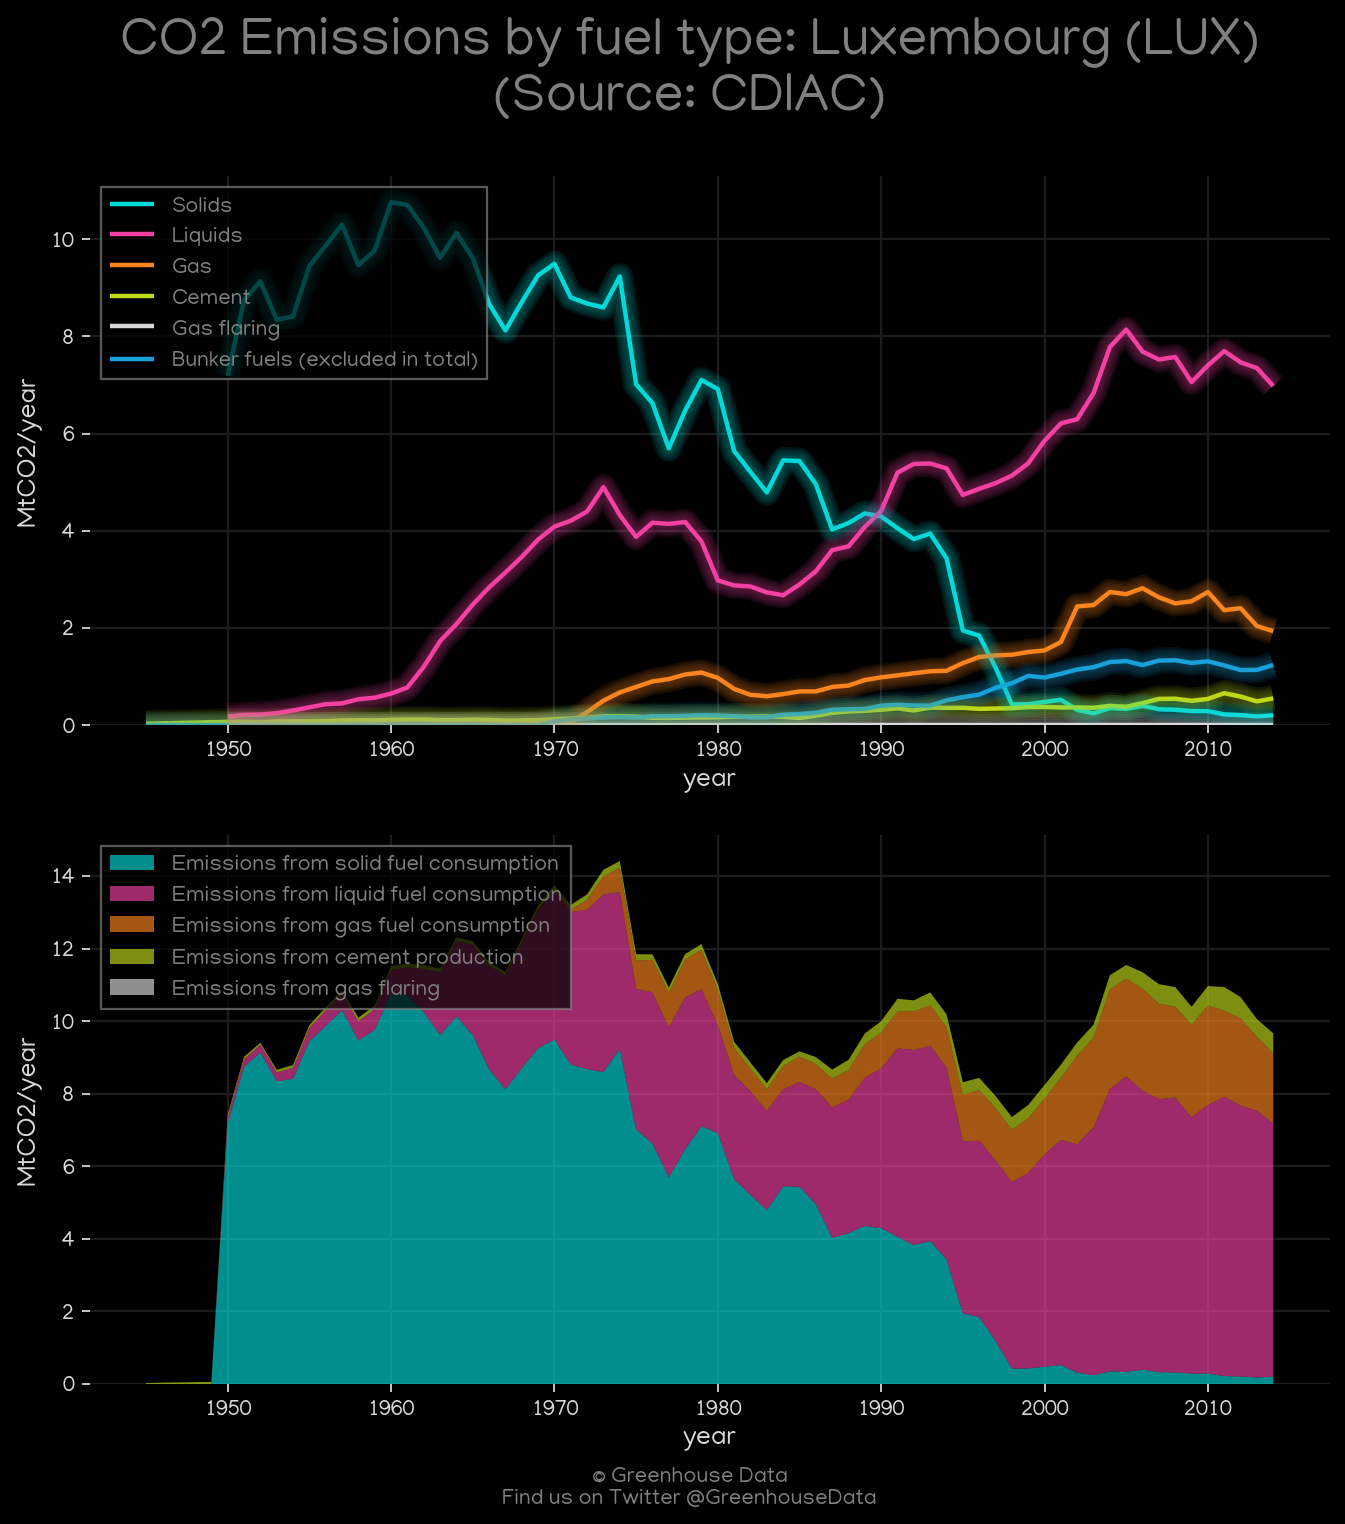 CO2 Emissions by fuel type: Luxembourg (LUX)
(Source: CDIAC)
Solids
Liquids
Gas
Cement
Gas flaring
Bunker fuels (excluded in total)
MtCO2/year
10
8
6
4
2
0
1950 1960 1970 1980 1990 2000 2010
year
Emissions from solid fuel consumption
Emissions from liquid fuel consumption
Emissions from gas fuel consumption
Emissions from cement production
Emissions from gas flaring
MtCO2/year
14
12
10
8
6
4
2
0
1950 1960 1970 1980 1990 2000 2010
year
© Greenhouse Data
Find us on Twitter @GreenhouseData